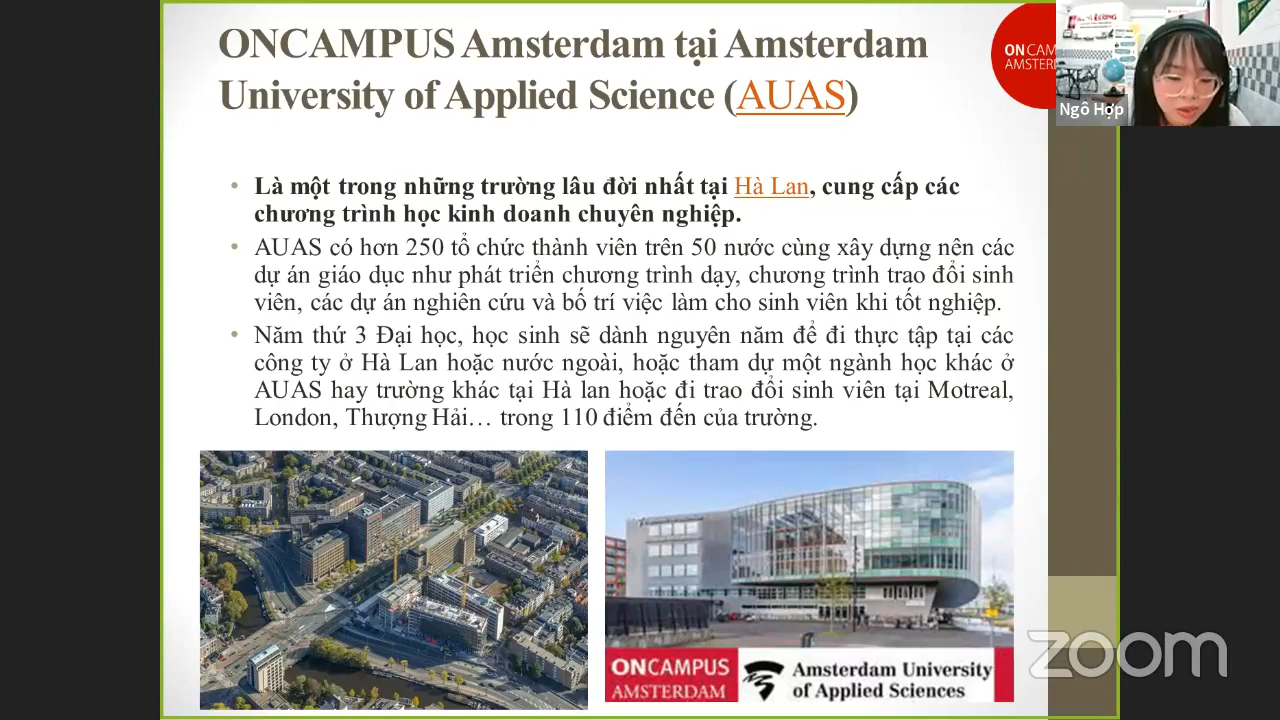 ONCAMPUS Amsterdam tại Amsterdam
University of Applied Science (AUAS)
ONCAM
AMSTER
Ngô Hợp
• Là một trong những trường lâu đời nhất tại Hà Lan, cung cấp các
chương trình học kinh doanh chuyên nghiệp.
• AUAS có hơn 250 tổ chức thành viên trên 50 nước cùng xây dựng nên các
dự án giáo dục như phát triển chương trình dạy, chương trình trao đổi sinh
viên, các dự án nghiên cứu và bố trí việc làm cho sinh viên khi tốt nghiệp.
• Năm thứ 3 Đại học, học sinh sẽ dành nguyên năm để đi thực tập tại các
công ty ở Hà Lan hoặc nước ngoài, hoặc tham dự một ngành học khác ở
AUAS hay trường khác tại Hà lan hoặc đi trao đổi sinh viên tại Motreal,
London, Thượng Hải… trong 110 điểm đến của trường.
ONCAMPUS
AMSTERDAM
Amsterdam University
of Applied Sciences
zoom